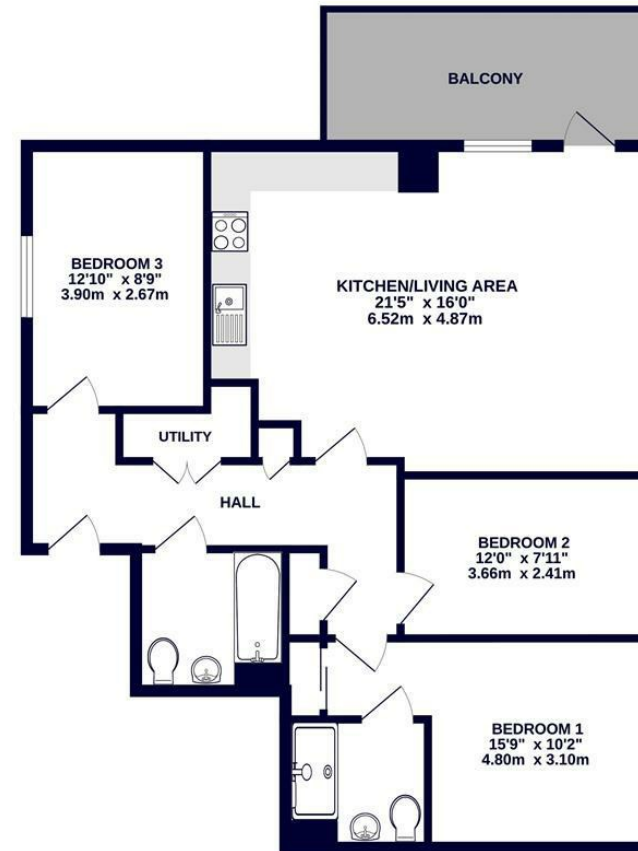 BALCONY
BEDROOM 3
12'10" x 8'9"
3.90m x 2.67m
KITCHEN/LIVING AREA
21'5" x 16'0"
6.52m x 4.87m
UTILITY
HALL
BEDROOM 2
12'0" x 7'11"
3.66m x 2.41m
BEDROOM 1
15'9" x 10'2"
4.80m x 3.10m